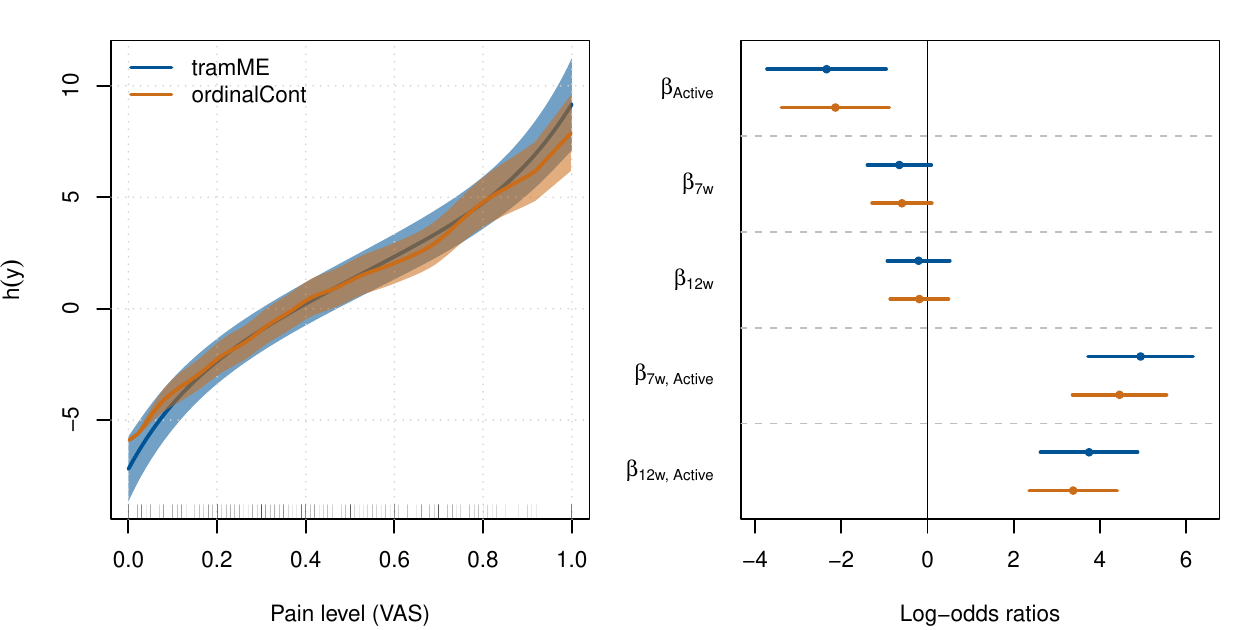 tramME
ordinalCont
h(y)
10
5
0
−5
0.0 0.2 0.4 0.6 0.8 1.0
Pain level (VAS)
βActive
β7w
β12w
β7w, Active
β12w, Active
−4 −2 0 2 4 6
Log−odds ratios